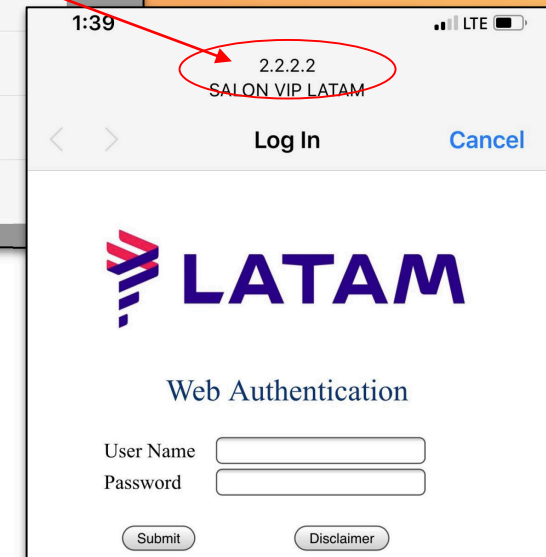 1:39 LTE
2.2.2.2
SALON VIP LATAM
Log In Cancel
LATAM
Web Authentication
User Name
Password
Submit Disclaimer